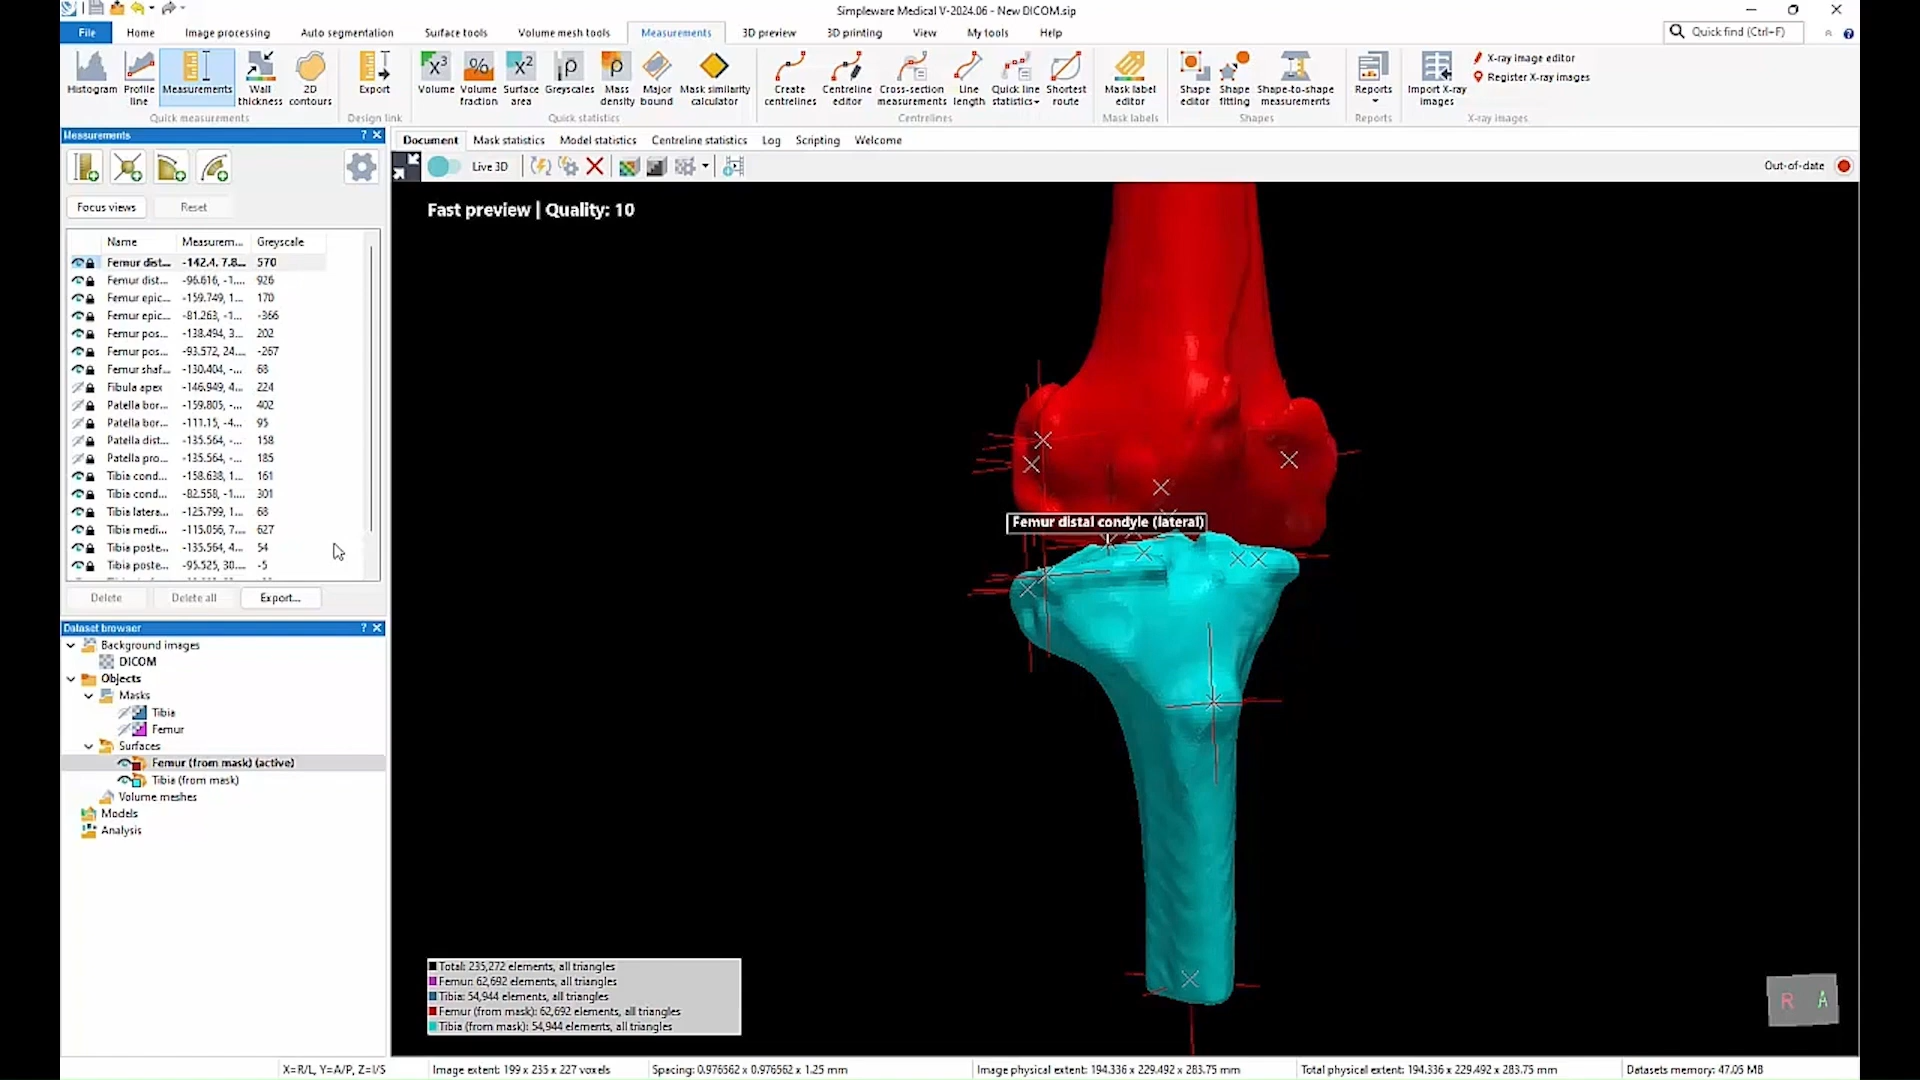 Simpleware Medical V-2024.06 - New DICOM.sip
File Home Image processing Auto segmentation Surface tools Volume mesh tools Measurements 3D preview 3D printing View My tools Help Quick find (Ctrl+F)
Histogram Profile line Measurements Wall thickness 2D contours Export Volume Volume fraction Surface area Greyscales Mass density Major bound Mask similarity calculator Create centrelines Centreline editor Cross-section measurements Line length Quick line statistics Shortest route Mask label editor Shape editor Shape fitting Shape-to-shape measurements Reports Import X-ray images X-ray image editor Register X-ray images
Quick measurements Design link Quick statistics Centrelines Mask labels Shapes Reports X-ray images
Measurements ?
Document Mask statistics Model statistics Centreline statistics Log Scripting Welcome
Live 3D Out-of-date
Focus views Reset
Fast preview | Quality: 10
Name Measurem... Greyscale
Femur dist... -142.4, 7.8... 570
Femur dist... -96.616, -1.... 926
Femur epic... -159.749, 1... 170
Femur epic... -81.263, -1... -366
Femur pos... -138.494, 3... 202
Femur pos... -93.572, 24.... -267
Femur shaf... -130.404, -... 68
Fibula apex -146.949, 4... 224
Patella bor... -159.805, -... 402
Patella bor... -111.15, -4... 95
Patella dist... -135.564, -... 158
Patella pro... -135.564, -... 185
Tibia cond... -158.638, 1... 161
Tibia cond... -82.558, -1.... 301
Tibia latera... -125.799, 1... 68
Tibia medi... -115.056, 7... 627
Tibia poste... -135.564, 4... 54
Tibia poste... -95.525, 30.... -5
Femur distal condyle (lateral)
Delete Delete all Export...
Dataset browser ?
Background images
DICOM
Objects
Masks
Tibia
Femur
Surfaces
Femur (from mask) (active)
Tibia (from mask)
Volume meshes
Models
Analysis
Total: 235,272 elements, all triangles
Femur: 62,692 elements, all triangles
Tibia: 54,944 elements, all triangles
Femur (from mask): 62,692 elements, all triangles
Tibia (from mask): 54,944 elements, all triangles
R A
X=R/L, Y=A/P, Z=I/S Image extent: 199 x 235 x 227 voxels Spacing: 0.976562 x 0.976562 x 1.25 mm Image physical extent: 194.336 x 229.492 x 283.75 mm Total physical extent: 194.336 x 229.492 x 283.75 mm Datasets memory: 47.05 MB